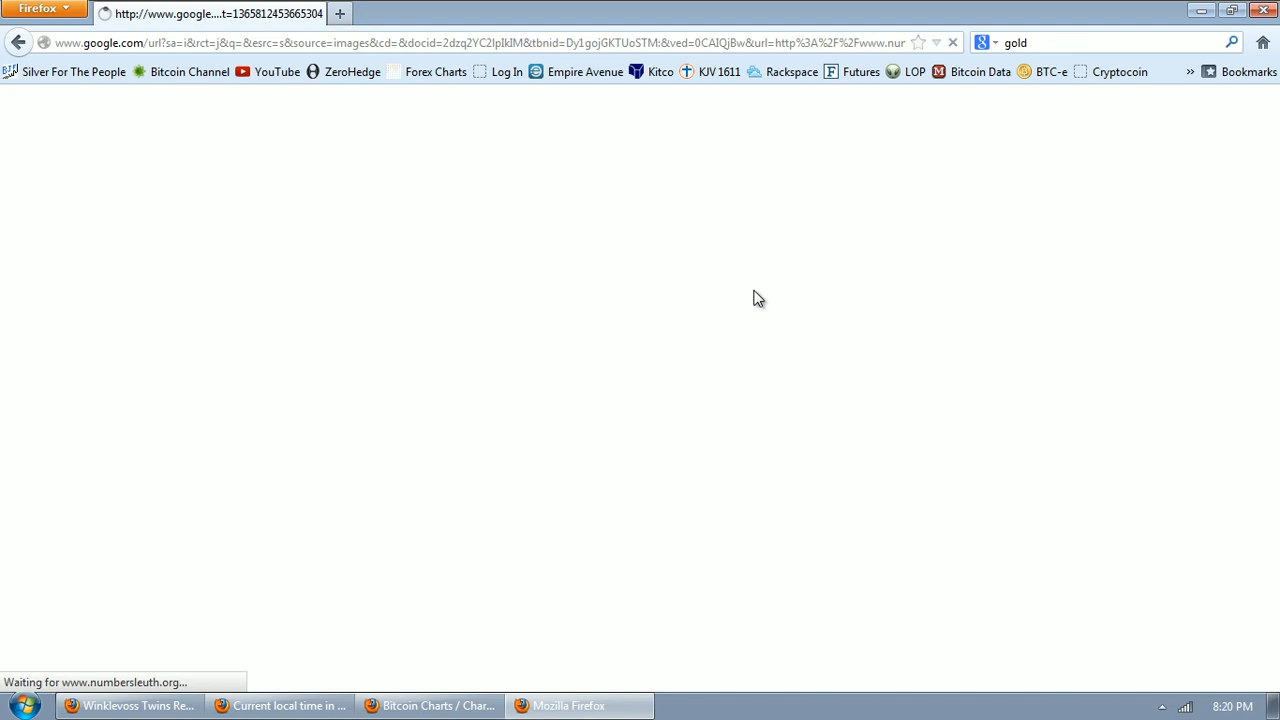 Firefox
http://www.google....t=1365812453665304
www.google.com/url?sa=i&rct=j&q=&esrc=s&source=images&cd=&docid=2dzq2YC2lpIkIM&tbnid=Dy1gojGKTUoSTM:&ved=0CAIQjBw&url=http%3A%2F%2Fwww.nur
gold
Silver For The People Bitcoin Channel YouTube ZeroHedge Forex Charts Log In Empire Avenue Kitco KJV 1611 Rackspace Futures LOP Bitcoin Data BTC-e Cryptocoin » Bookmarks
Waiting for www.numbersleuth.org...
Winklevoss Twins Re... Current local time in ... Bitcoin Charts / Char... Mozilla Firefox 8:20 PM